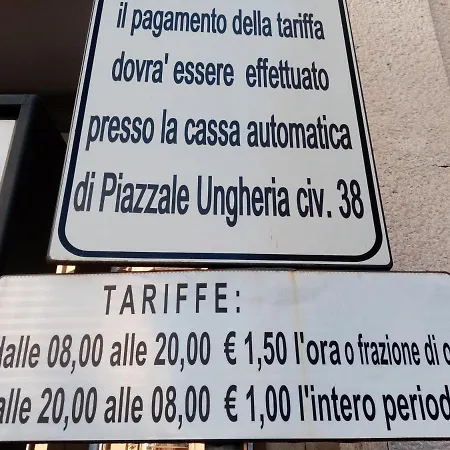 il pagamento della tariffa
dovra' essere effettuato
presso la cassa automatica
di Piazzale Ungheria civ. 38
TARIFFE:
dalle 08,00 alle 20,00 € 1,50 l'ora o frazione di
alle 20,00 alle 08,00 € 1,00 l'intero period